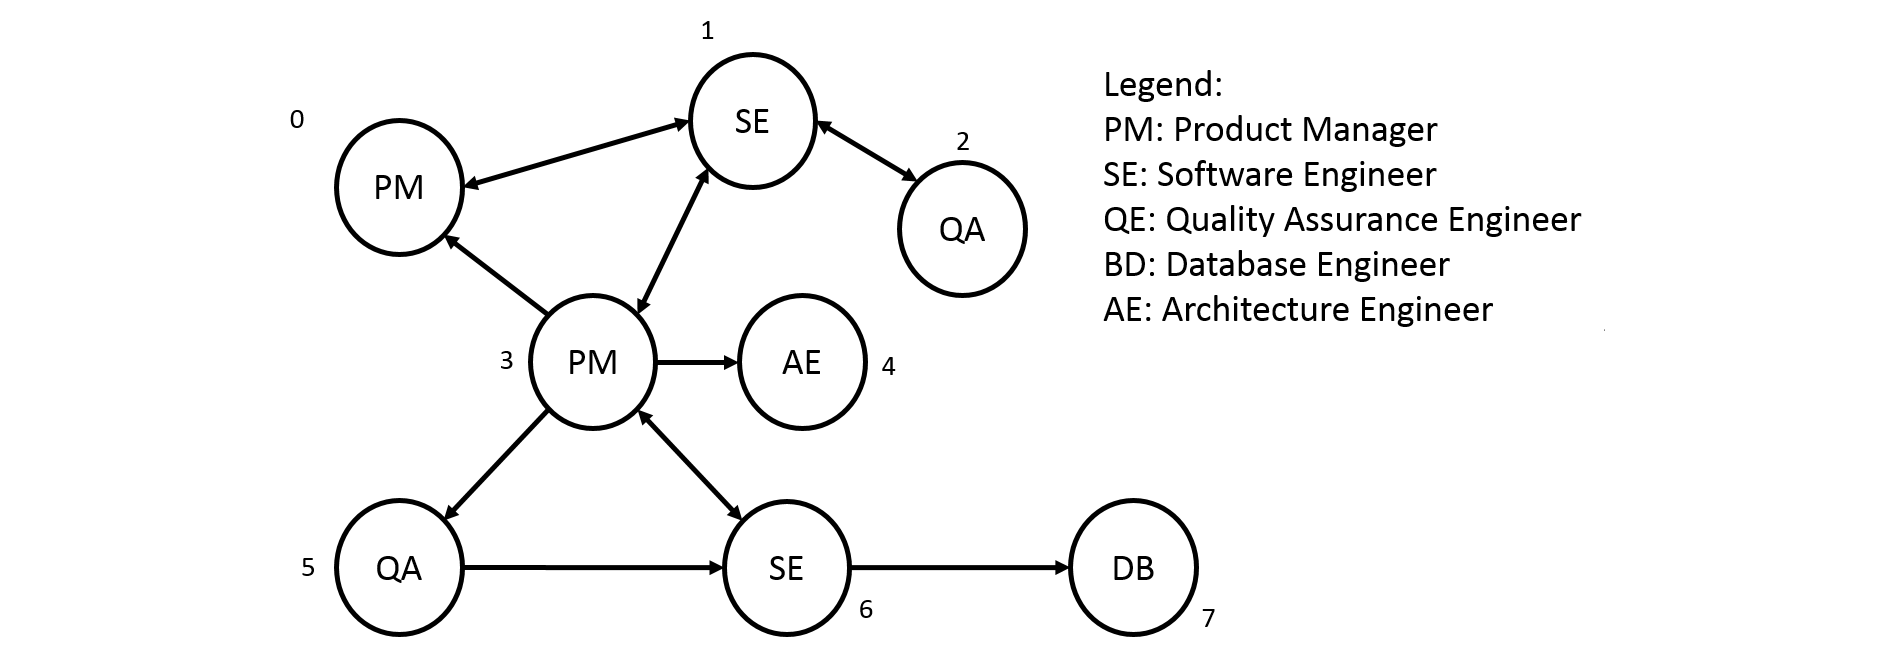 1
SE
0
PM
2
QA
3
PM
AE
4
5
QA
SE
6
DB
7
Legend:
PM: Product Manager
SE: Software Engineer
QE: Quality Assurance Engineer
BD: Database Engineer
AE: Architecture Engineer